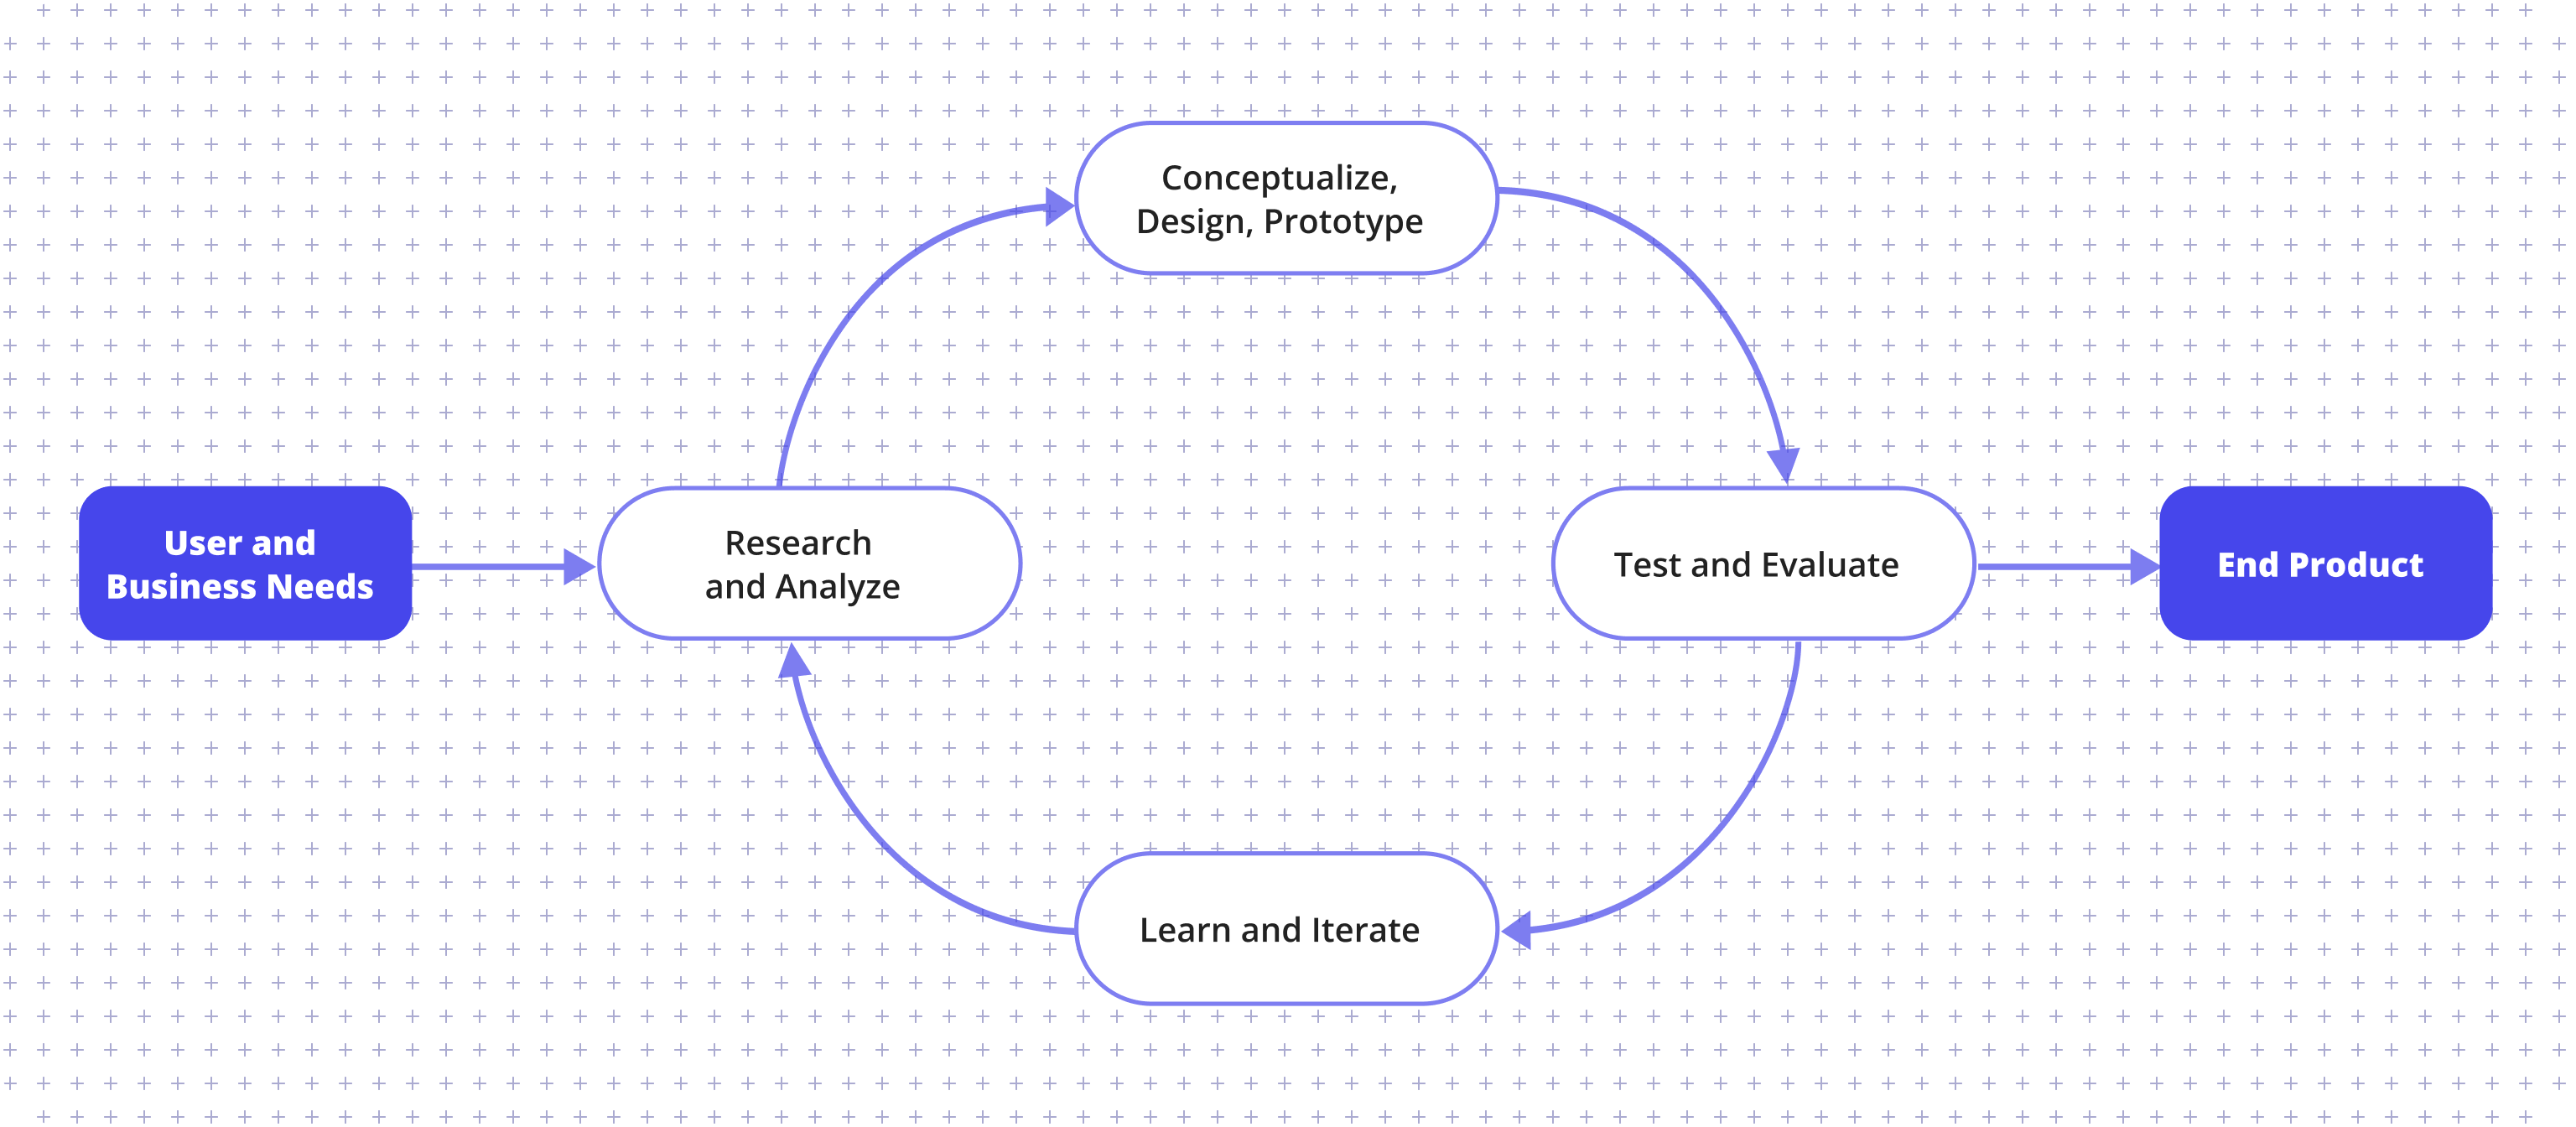 Conceptualize,
Design, Prototype
User and
Business Needs
Research
and Analyze
Test and Evaluate
End Product
Learn and Iterate